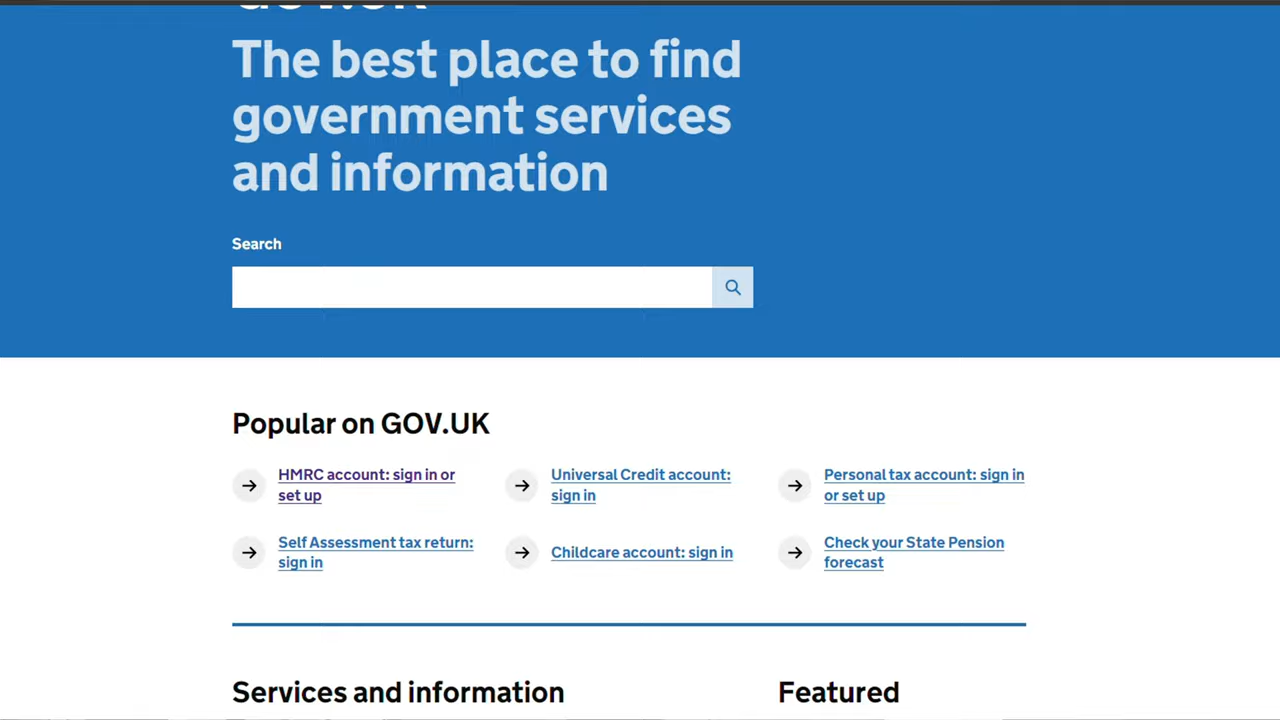 GOV.UK
The best place to find
government services
and information
Search
Popular on GOV.UK
HMRC account: sign in or
set up
Universal Credit account:
sign in
Personal tax account: sign in
or set up
Self Assessment tax return:
sign in
Childcare account: sign in
Check your State Pension
forecast
Services and information
Featured